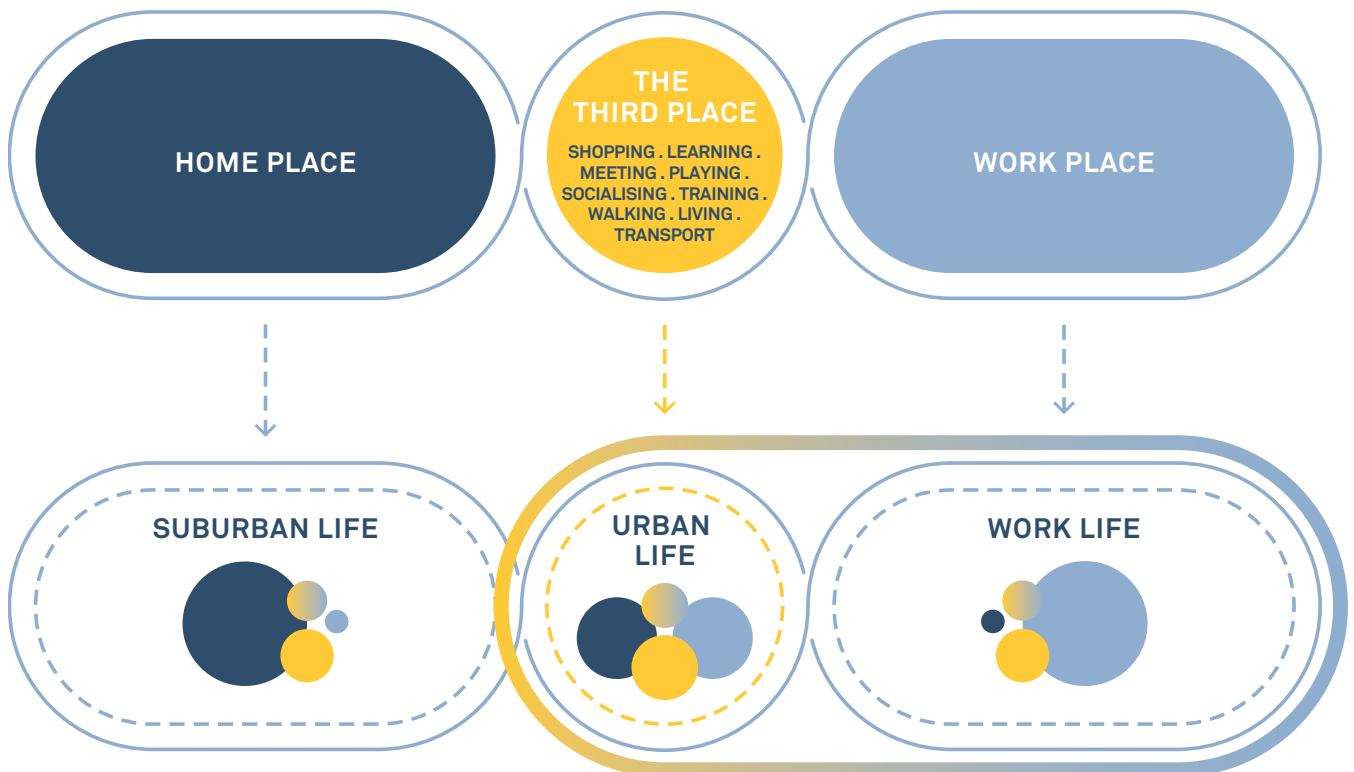 HOME PLACE
THE
THIRD PLACE
SHOPPING . LEARNING .
MEETING . PLAYING .
SOCIALISING . TRAINING .
WALKING . LIVING .
TRANSPORT
WORK PLACE
SUBURBAN LIFE
URBAN
LIFE
WORK LIFE